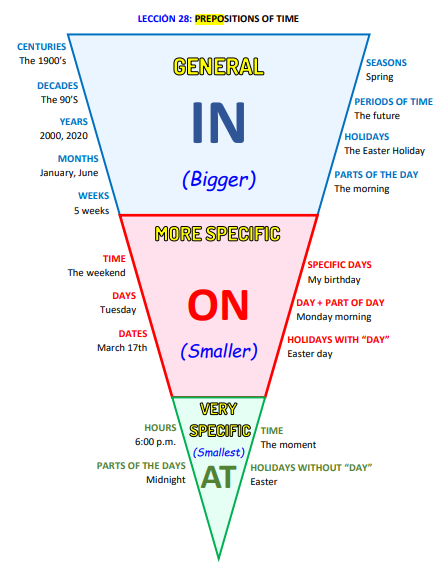 LECCIÓN 28: PREPOSITIONS OF TIME
GENERAL
IN
(Bigger)
CENTURIES
The 1900's
DECADES
The 90'S
YEARS
2000, 2020
MONTHS
January, June
WEEKS
5 weeks
SEASONS
Spring
PERIODS OF TIME
The future
HOLIDAYS
The Easter Holiday
PARTS OF THE DAY
The morning
MORE SPECIFIC
ON
(Smaller)
TIME
The weekend
DAYS
Tuesday
DATES
March 17th
SPECIFIC DAYS
My birthday
DAY + PART OF DAY
Monday morning
HOLIDAYS WITH “DAY”
Easter day
VERY
SPECIFIC
(Smallest)
AT
HOURS
6:00 p.m.
PARTS OF THE DAYS
Midnight
TIME
The moment
HOLIDAYS WITHOUT “DAY”
Easter